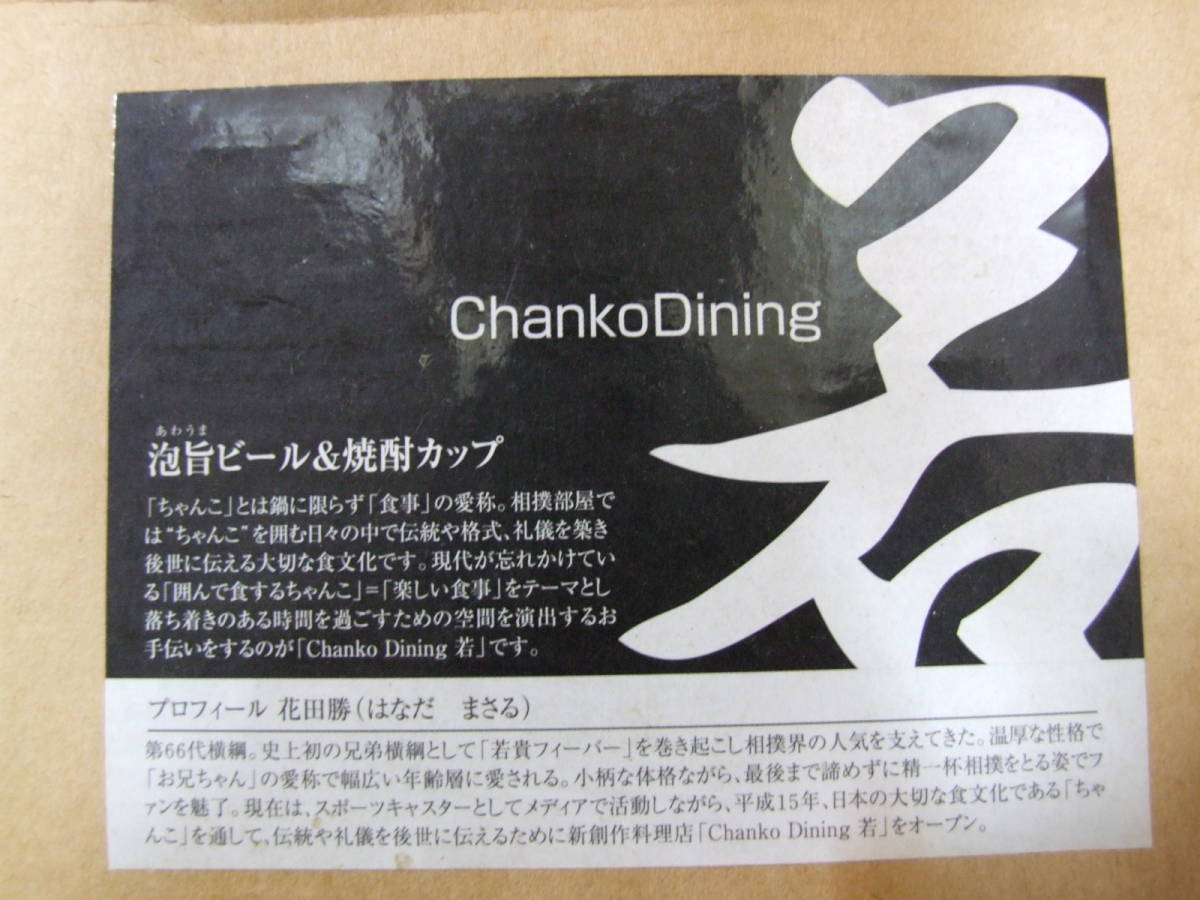 若
ChankoDining
あわうま
泡旨ビール&焼酎カップ
「ちゃんこ」とは鍋に限らず「食事」の愛称。相撲部屋で
は“ちゃんこ”を囲む日々の中で伝統や格式、礼儀を築き
後世に伝える大切な食文化です。現代が忘れかけてい
る「囲んで食するちゃんこ」=「楽しい食事」をテーマとし
落ち着きのある時間を過ごすための空間を演出するお
手伝いをするのが「Chanko Dining 若」です。
プロフィール 花田勝(はなだ まさる)
第66代横綱。史上初の兄弟横綱として「若貴フィーバー」を巻き起こし相撲界の人気を支えてきた。温厚な性格で
「お兄ちゃん」の愛称で幅広い年齢層に愛される。小柄な体格ながら、最後まで諦めずに精一杯相撲をとる姿でフ
ァンを魅了。現在は、スポーツキャスターとしてメディアで活動しながら、平成15年、日本の大切な食文化である「ちゃ
んこ」を通して、伝統や礼儀を後世に伝えるために新創作料理店「Chanko Dining 若」をオープン。